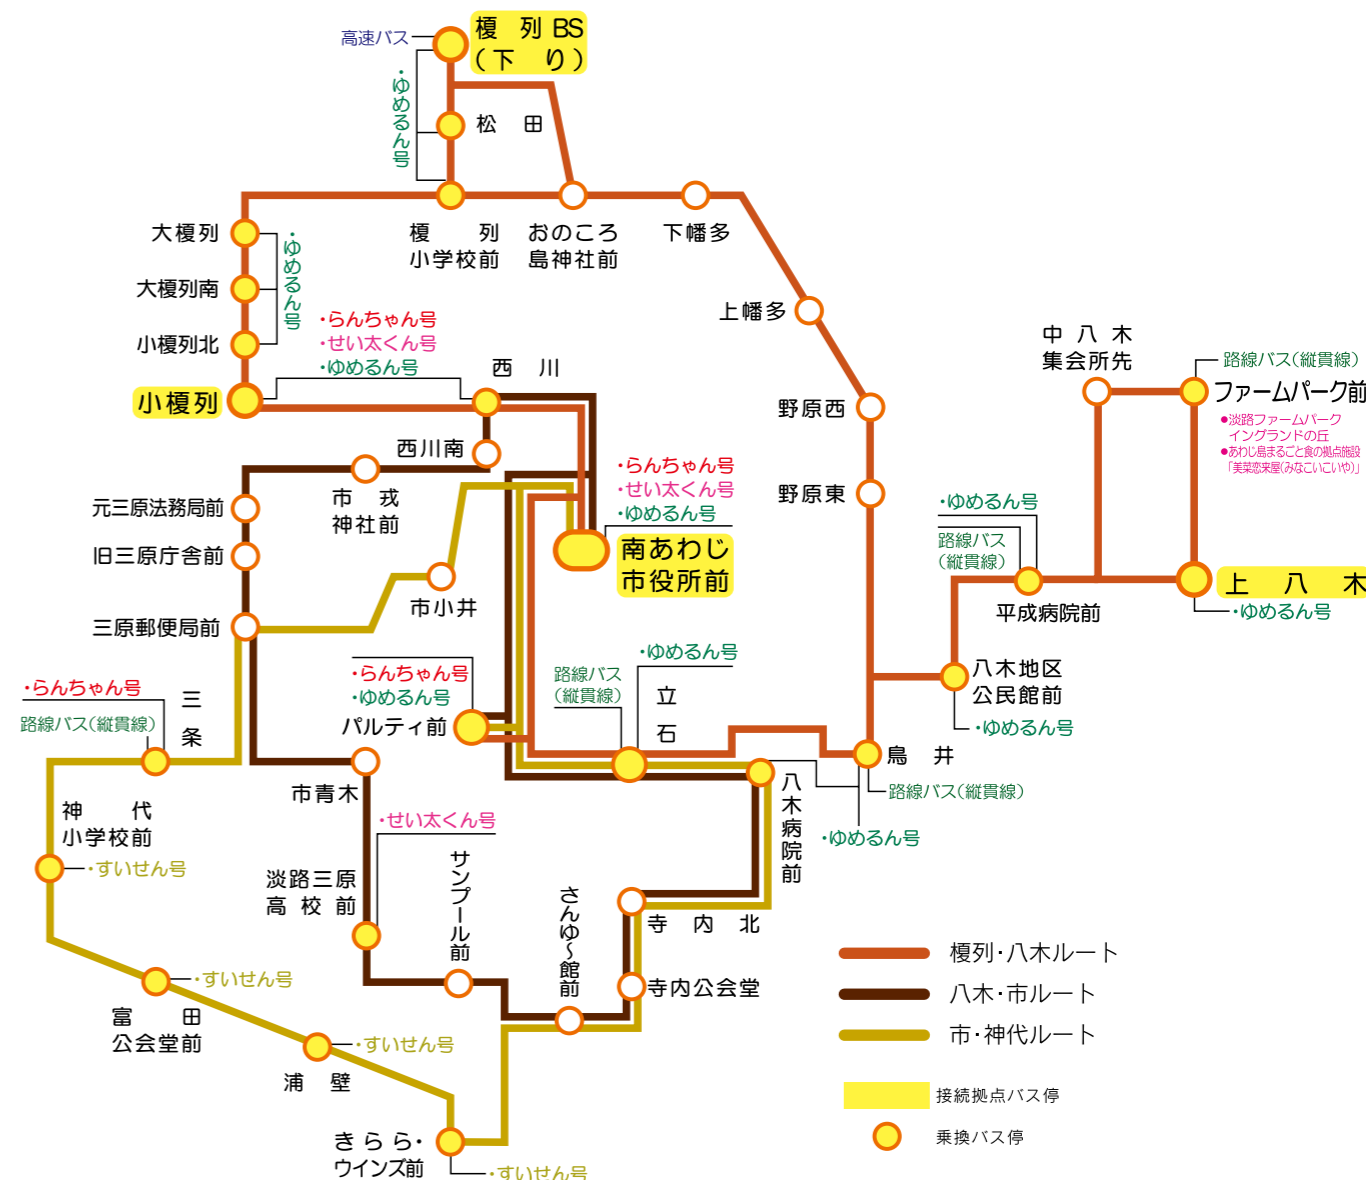 高速バス
榎列BS
(下り)
・ゆめるん号
松田
大榎列
・ゆめるん号
榎列
小学校前
おのころ
島神社前
下幡多
大榎列南
小榎列北
上幡多
・らんちゃん号
・せい太くん号
・ゆめるん号
西川
小榎列
中八木
集会所先
路線バス(縦貫線)
ファームパーク前
●淡路ファームパーク
イングランドの丘
●あわじ島まるごと食の拠点施設
「美菜恋来屋(みなこいこいや)」
野原西
西川南
市戎
神社前
・らんちゃん号
・せい太くん号
・ゆめるん号
野原東
元三原法務局前
・ゆめるん号
路線バス
(縦貫線)
旧三原庁舎前
南あわじ
市役所前
上八木
・ゆめるん号
平成病院前
市小井
三原郵便局前
・ゆめるん号
・らんちゃん号
・ゆめるん号
路線バス
(縦貫線)
立石
八木地区
公民館前
・ゆめるん号
・らんちゃん号
路線バス(縦貫線)
三条
パルティ前
鳥井
路線バス(縦貫線)
・ゆめるん号
市青木
八木病院前
神代
小学校前
・すいせん号
・せい太くん号
淡路三原
高校前
サンプール前
さんゆ〜館前
寺内北
寺内公会堂
・すいせん号
富田
公会堂前
・すいせん号
浦壁
きらら・
ウインズ前
・すいせん号
榎列・八木ルート
八木・市ルート
市・神代ルート
接続拠点バス停
乗換バス停